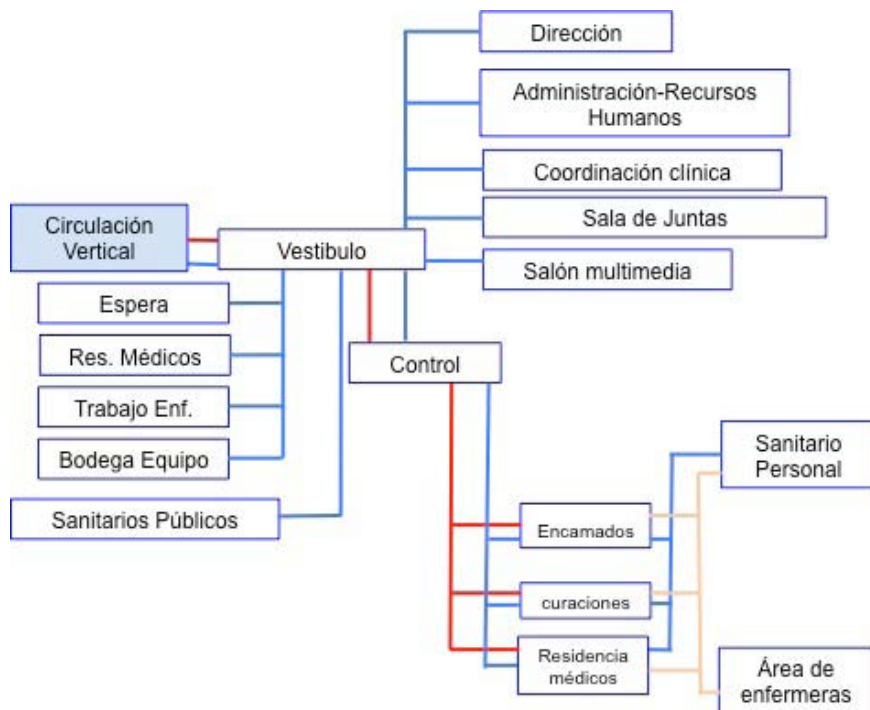 Dirección
Administración-Recursos
Humanos
Coordinación clínica
Sala de Juntas
Salón multimedia
Circulación
Vertical
Vestibulo
Espera
Res. Médicos
Trabajo Enf.
Bodega Equipo
Sanitarios Públicos
Control
Sanitario
Personal
Encamados
curaciones
Residencia
médicos
Área de
enfermeras